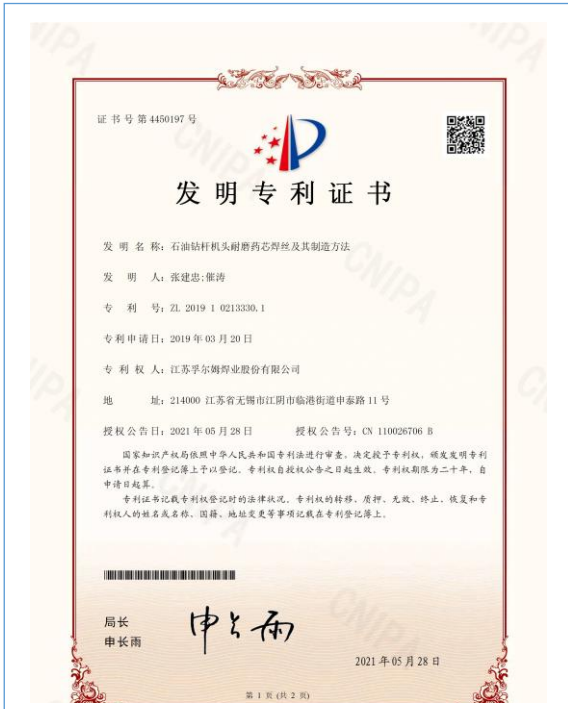 证书号第4450197号
发明专利证书
发明名称：石油钻杆机头耐磨药芯焊丝及其制造方法
发明人：张建忠;催涛
专利号：ZL 2019 1 0213330.1
专利申请日：2019年03月20日
专利权人：江苏孚尔姆焊业股份有限公司
地址：214000 江苏省无锡市江阴市临港街道申泰路11号
授权公告日：2021年05月28日 授权公告号：CN 110026706 B
国家知识产权局依照中华人民共和国专利法进行审查，决定授予专利权，颁发发明专利
证书并在专利登记簿上予以登记。专利权自授权公告之日起生效。专利权期限为二十年，自
申请日起算。
专利证书记载专利权登记时的法律状况。专利权的转移、质押、无效、终止、恢复和专
利权人的姓名或名称、国籍、地址变更等事项记载在专利登记簿上。
局长
申长雨
申长雨
2021年05月28日
第 1 页 (共 2 页)
CNIPA
CNIPA
CNIPA
CNIPA